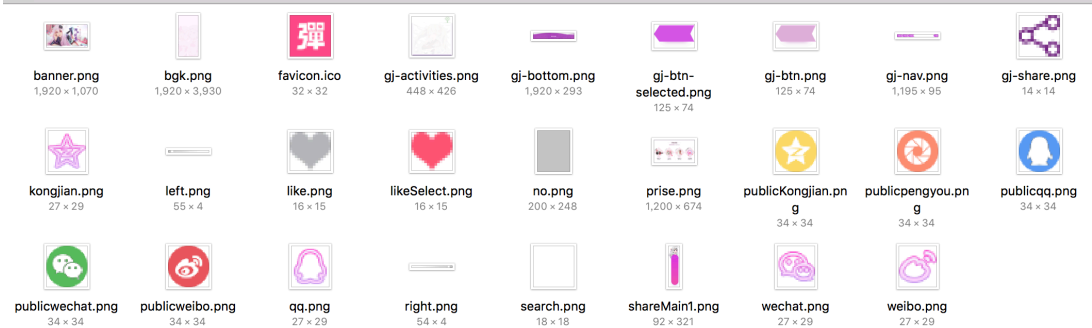 banner.png
1,920 × 1,070
bgk.png
1,920 × 3,930
favicon.ico
32 × 32
gj-activities.png
448 × 426
gj-bottom.png
1,920 × 293
gj-btn-
selected.png
125 × 74
gj-btn.png
125 × 74
gj-nav.png
1,195 × 95
gj-share.png
14 × 14
彈
kongjian.png
27 × 29
left.png
55 × 4
like.png
16 × 15
likeSelect.png
16 × 15
no.png
200 × 248
prise.png
1,200 × 674
publicKongjian.pn
g
34 × 34
publicpengyou.pn
g
34 × 34
publicqq.png
34 × 34
publicwechat.png
34 × 34
publicweibo.png
34 × 34
qq.png
27 × 29
right.png
54 × 4
search.png
18 × 18
shareMain1.png
92 × 321
wechat.png
27 × 29
weibo.png
27 × 29